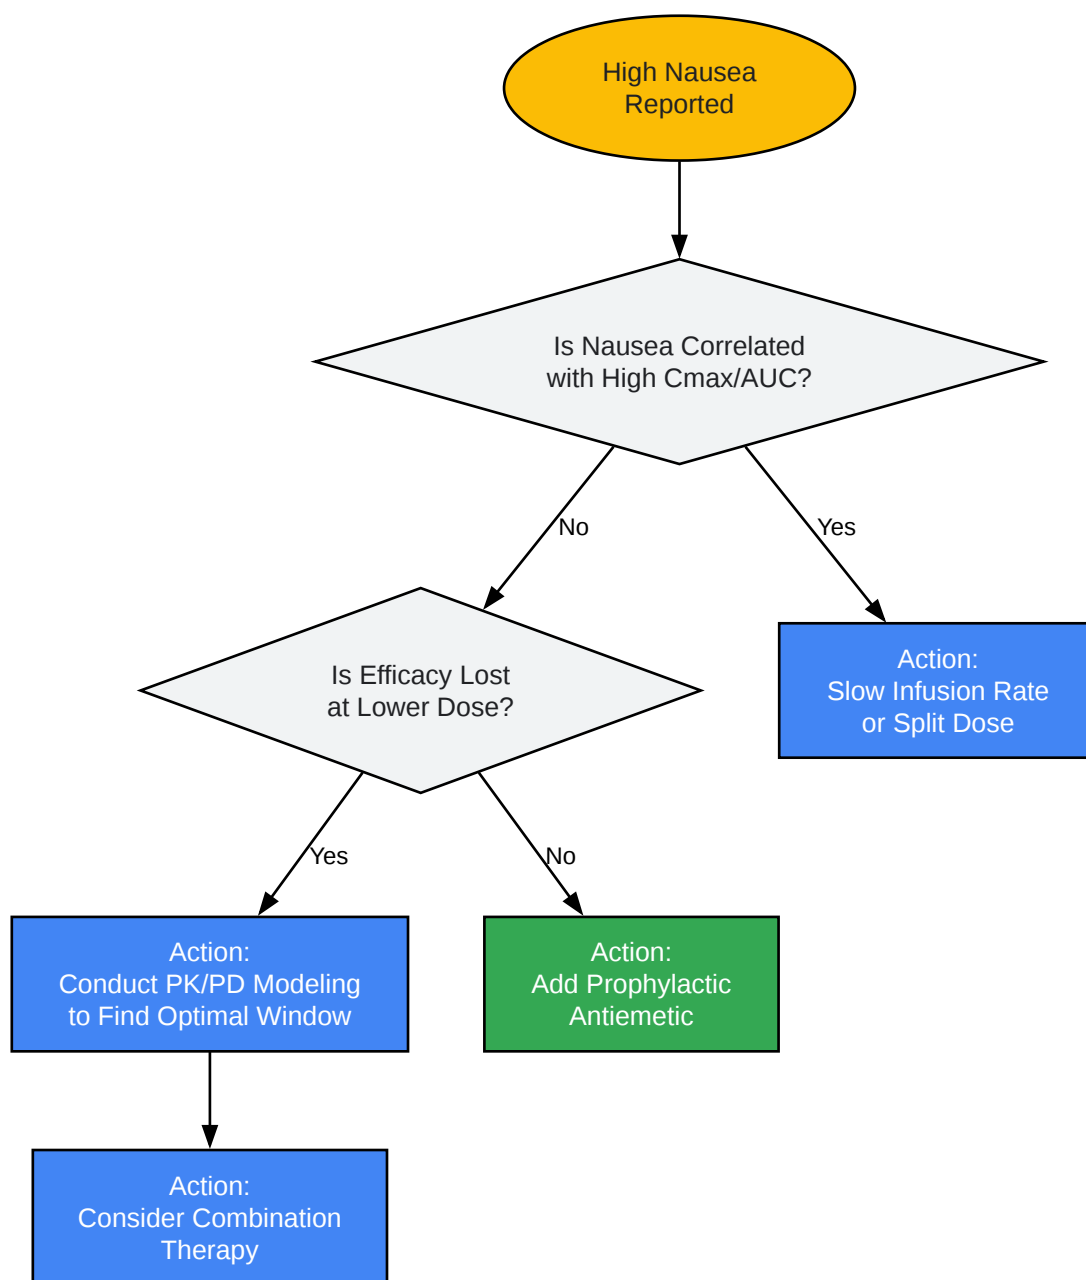 High Nausea
Reported
Is Nausea Correlated
with High Cmax/AUC?
No
Yes
Is Efficacy Lost
at Lower Dose?
Action:
Slow Infusion Rate
or Split Dose
Yes
No
Action:
Conduct PK/PD Modeling
to Find Optimal Window
Action:
Add Prophylactic
Antiemetic
Action:
Consider Combination
Therapy